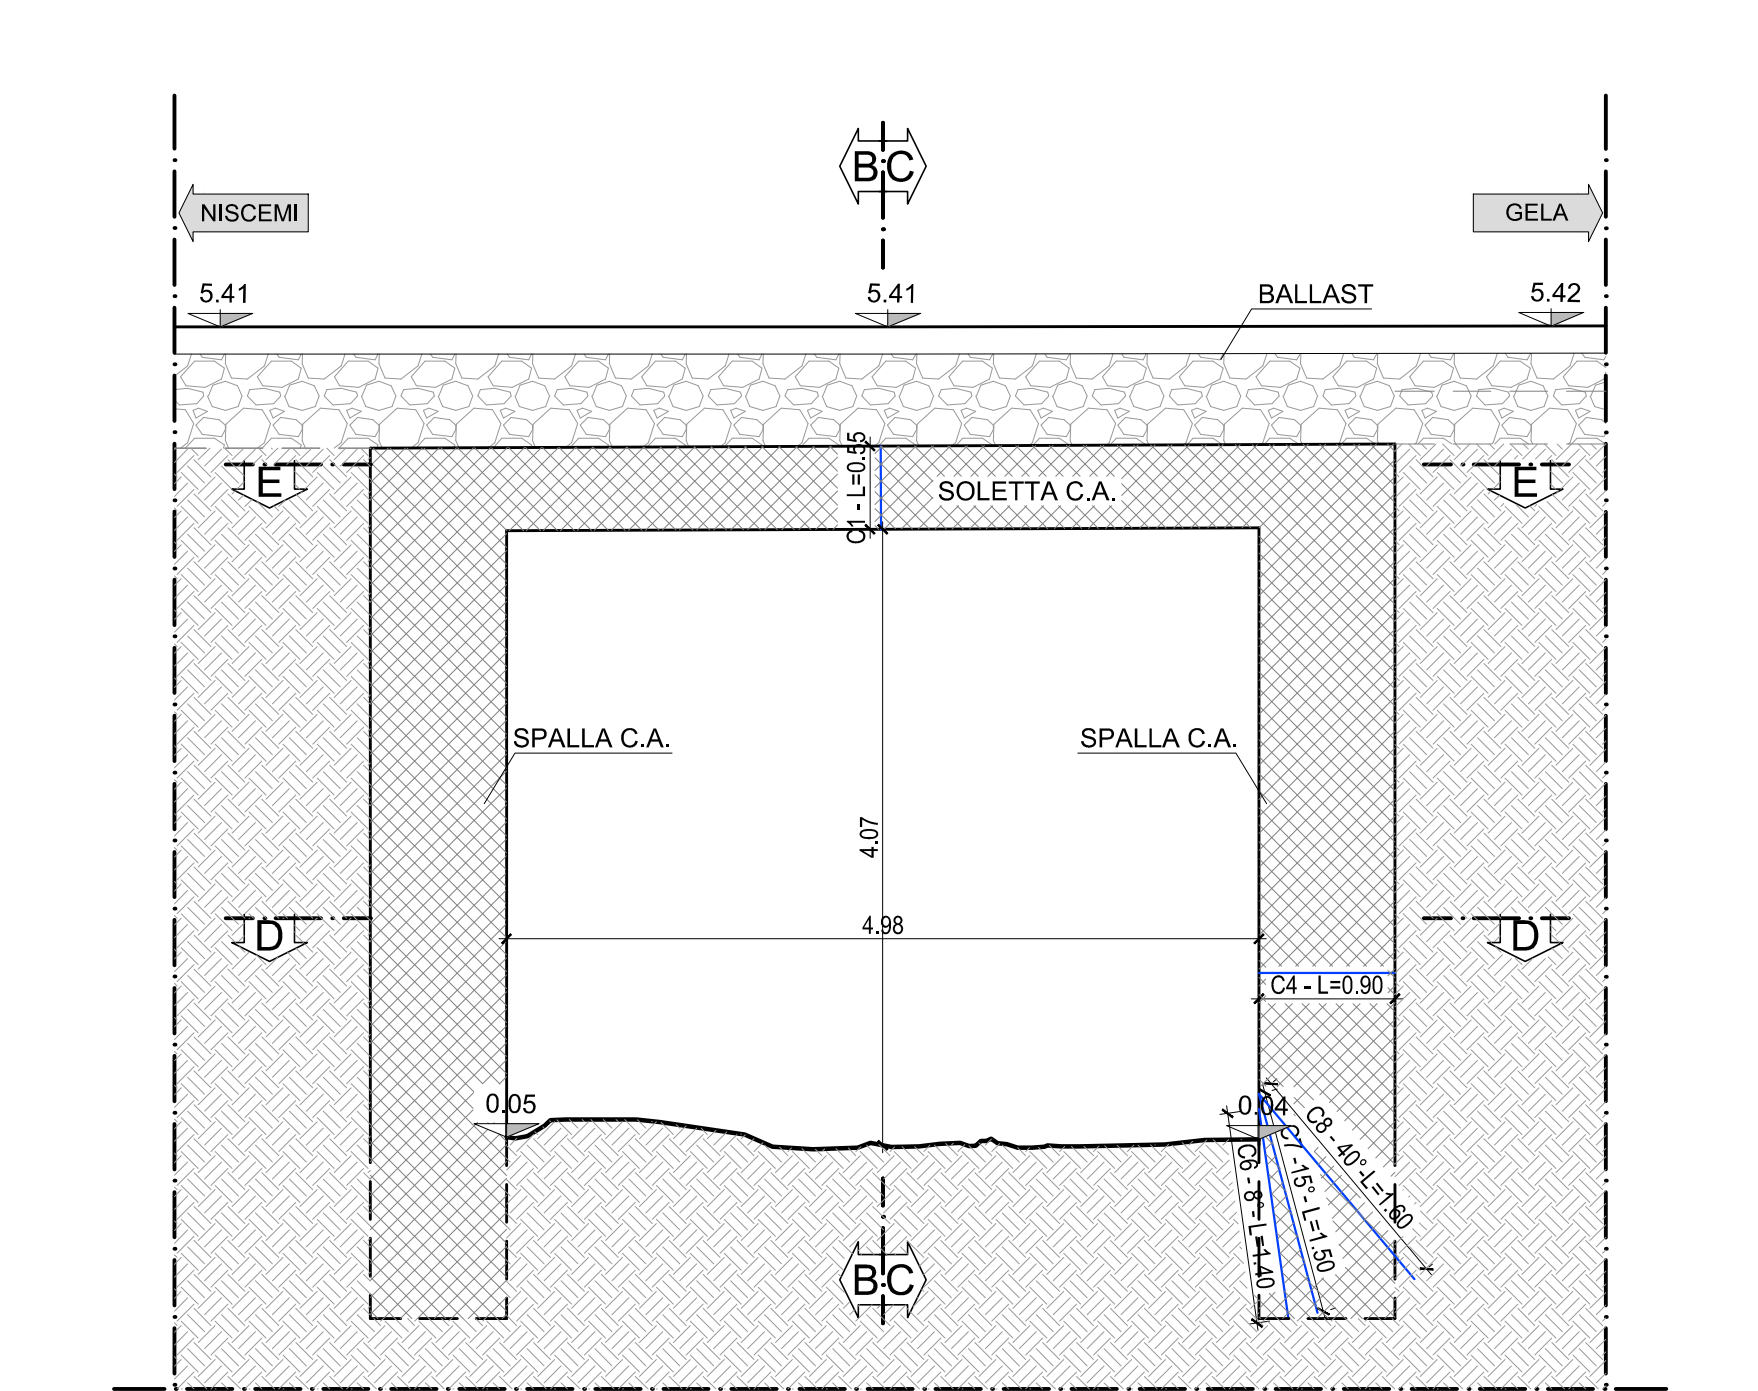 B C
NISCEMI
GELA
5.41
5.41
BALLAST
5.42
C1 - L=0.55
SOLETTA C.A.
E
E
SPALLA C.A.
SPALLA C.A.
4.07
4.98
D
D
C4 - L=0.90
0.05
0.04
C6 - 8° - L=1.40
C7 -15° - L=1.50
C8 - 40°-L=1.60
B C